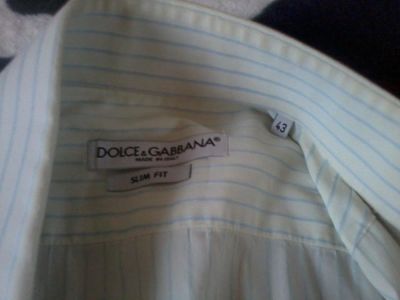 DOLCE & GABBANA®
MADE IN ITALY
SLIM FIT
43